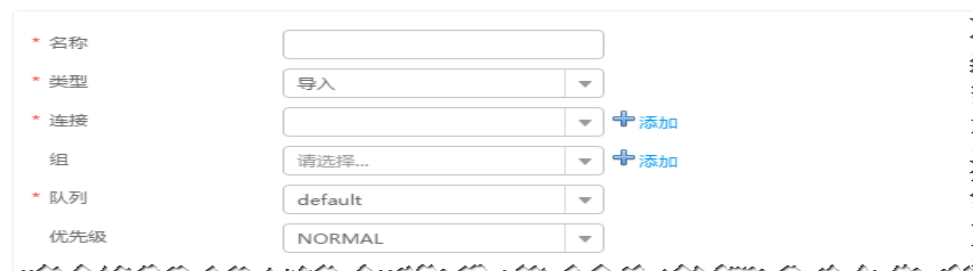 * 名称
* 类型 导入
* 连接 添加
组 请选择... 添加
* 队列 default
优先级 NORMAL